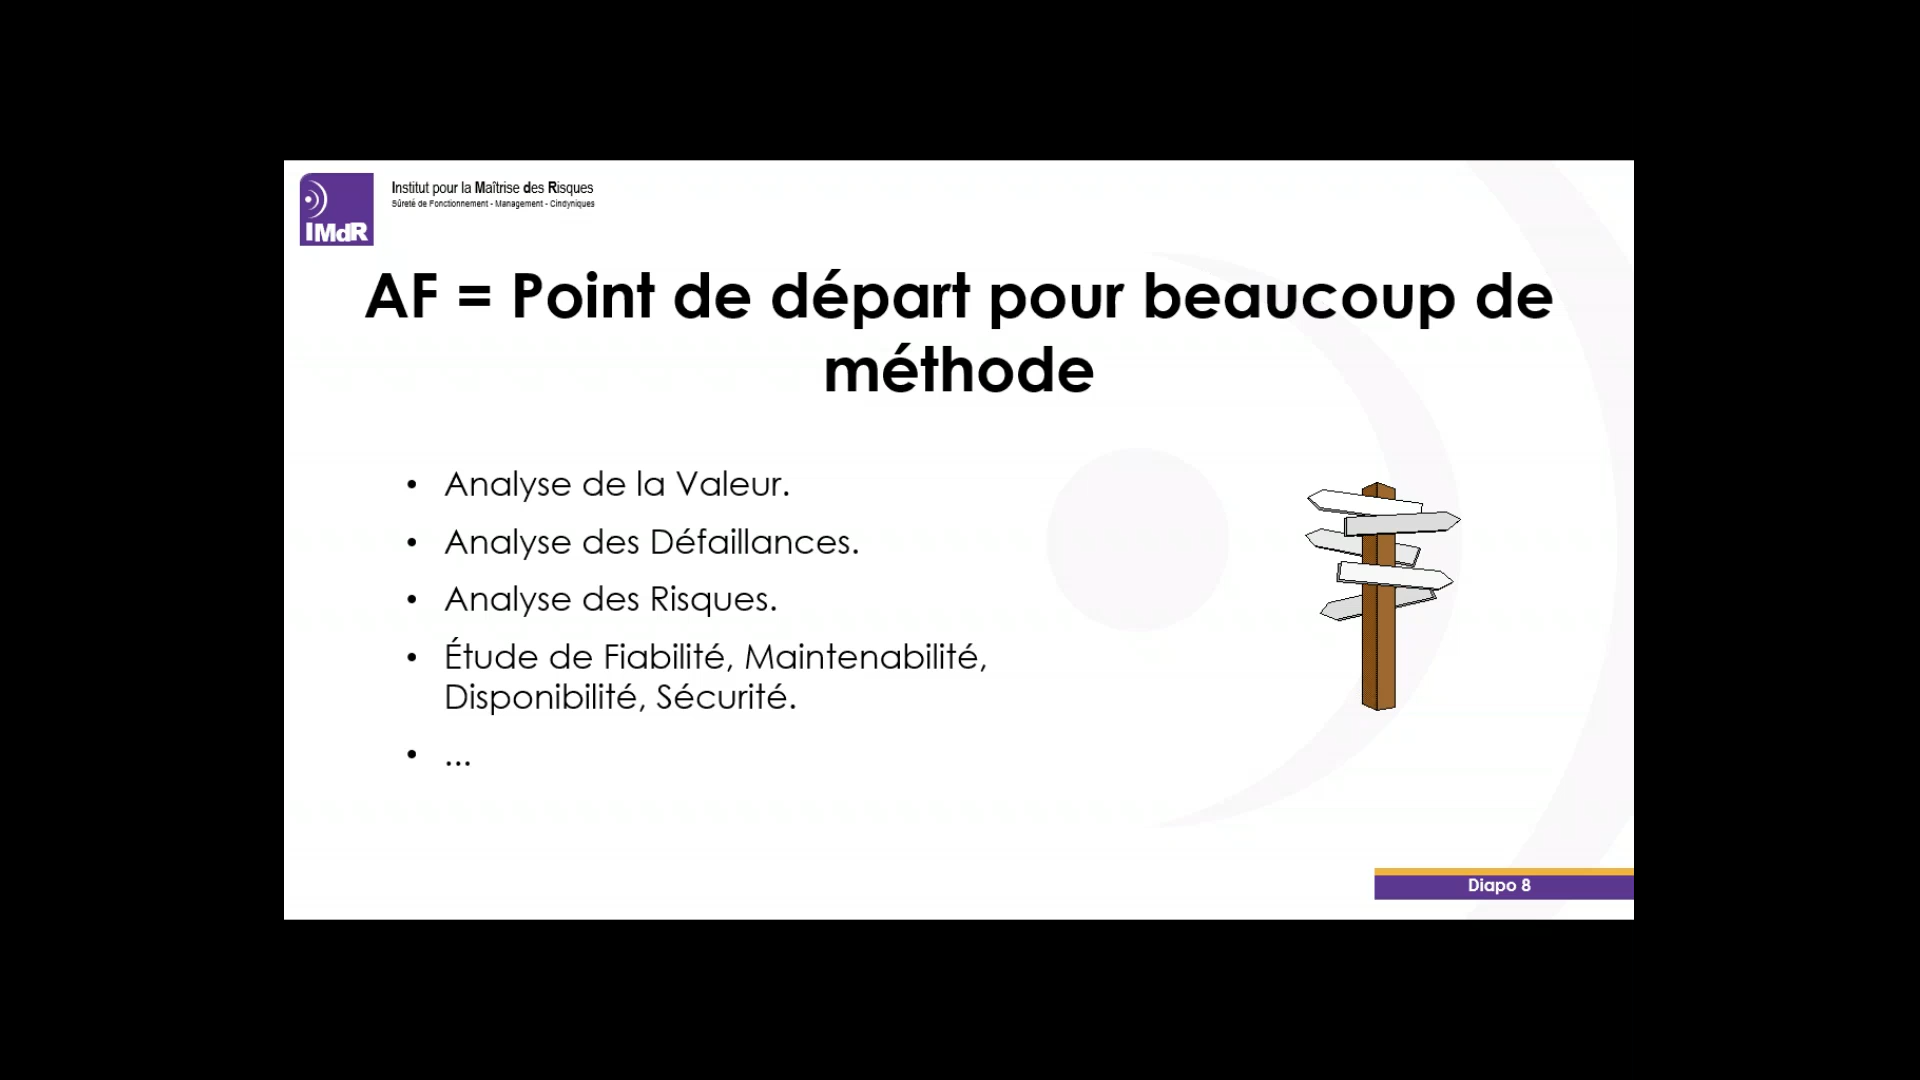 Institut pour la Maîtrise des Risques
Sûreté de Fonctionnement - Management - Cindyniques
IMdR
AF = Point de départ pour beaucoup de
méthode
• Analyse de la Valeur.
• Analyse des Défaillances.
• Analyse des Risques.
• Étude de Fiabilité, Maintenabilité,
Disponibilité, Sécurité.
• ...
Diapo 8